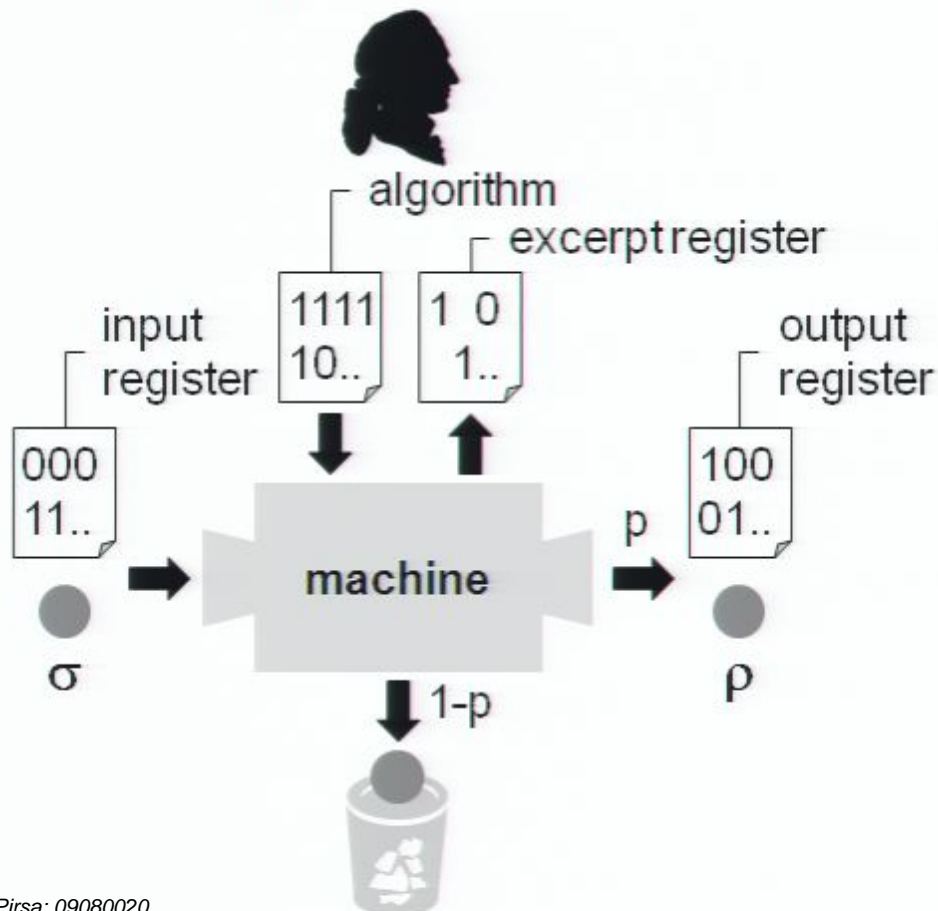 algorithm
excerpt register
1111
10..
1 0
1..
input
register
output
register
000
11..
100
01..
machine
p
σ
ρ
1-p
Pirsa: 09080020